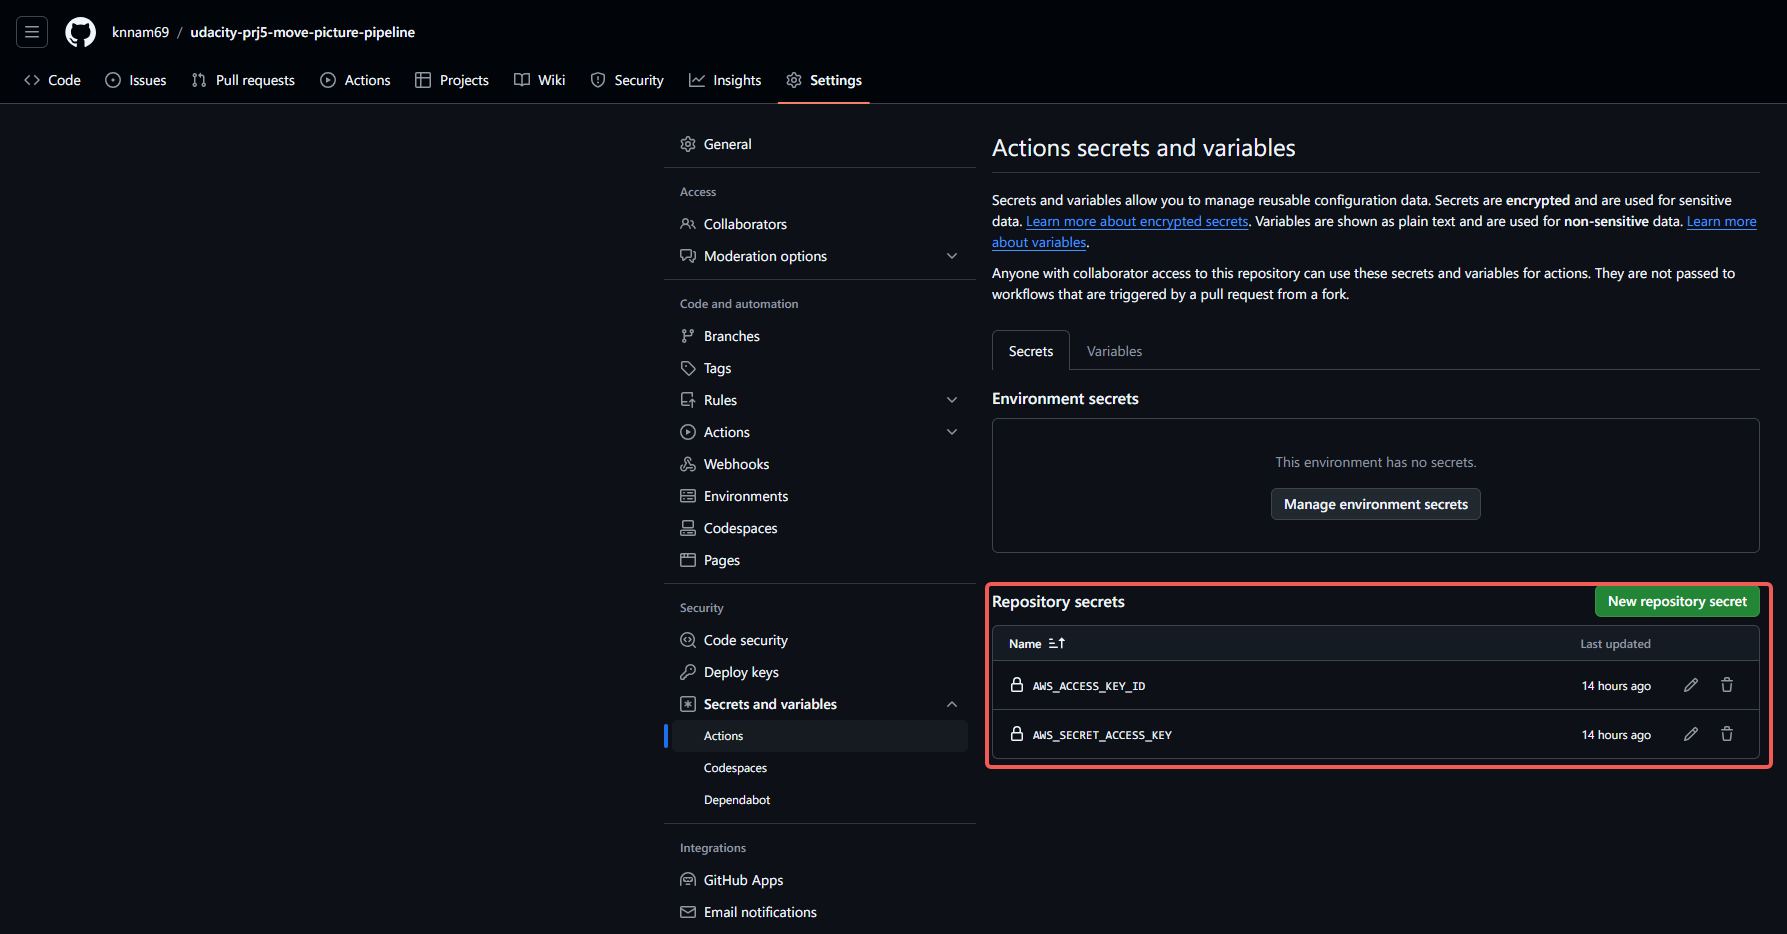 knnam69 / udacity-prj5-move-picture-pipeline
Code Issues Pull requests Actions Projects Wiki Security Insights Settings
General
Access
Collaborators
Moderation options
Code and automation
Branches
Tags
Rules
Actions
Webhooks
Environments
Codespaces
Pages
Security
Code security
Deploy keys
Secrets and variables
Actions
Codespaces
Dependabot
Integrations
GitHub Apps
Email notifications
Actions secrets and variables
Secrets and variables allow you to manage reusable configuration data. Secrets are encrypted and are used for sensitive
data. Learn more about encrypted secrets. Variables are shown as plain text and are used for non-sensitive data. Learn more
about variables.
Anyone with collaborator access to this repository can use these secrets and variables for actions. They are not passed to
workflows that are triggered by a pull request from a fork.
Secrets Variables
Environment secrets
This environment has no secrets.
Manage environment secrets
Repository secrets New repository secret
Name Last updated
AWS_ACCESS_KEY_ID 14 hours ago
AWS_SECRET_ACCESS_KEY 14 hours ago